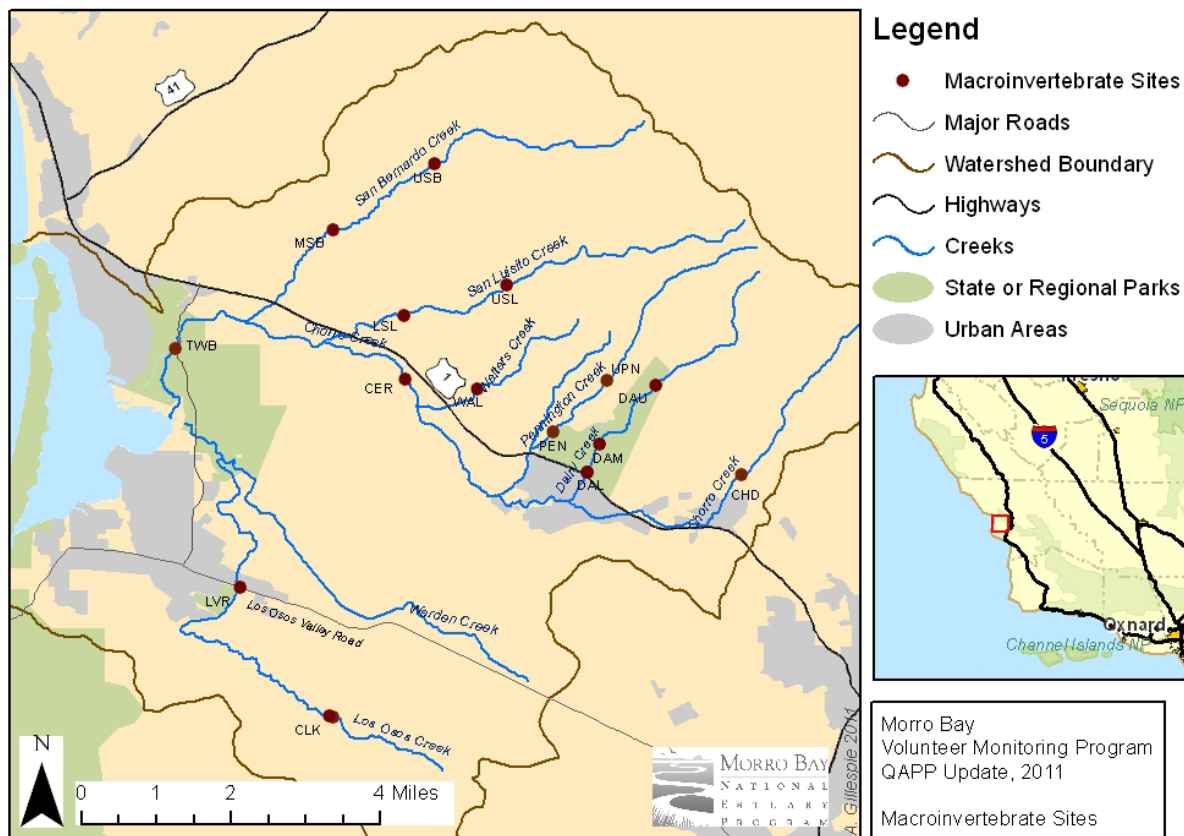 41
San Bernardo Creek
USB
MSB
San Luisito Creek
USL
LSL
Chorro Creek
TWB
CER
1
Walters Creek
WAL
UPN
DAU
Pennington Creek
PEN
DAM
Dairy Creek
DAL
Chorro Creek
CHD
LVR
Los Osos Valley Road
Warden Creek
CLK
Los Osos Creek
N
0 1 2 4 Miles
MORRO BAY
NATIONAL
ESTUARY
PROGRAM
A. Gillespie 2011
Legend
Macroinvertebrate Sites
Major Roads
Watershed Boundary
Highways
Creeks
State or Regional Parks
Urban Areas
Sequoia NF
5
Oxnard
Channel Islands NP
Morro Bay
Volunteer Monitoring Program
QAPP Update, 2011
Macroinvertebrate Sites